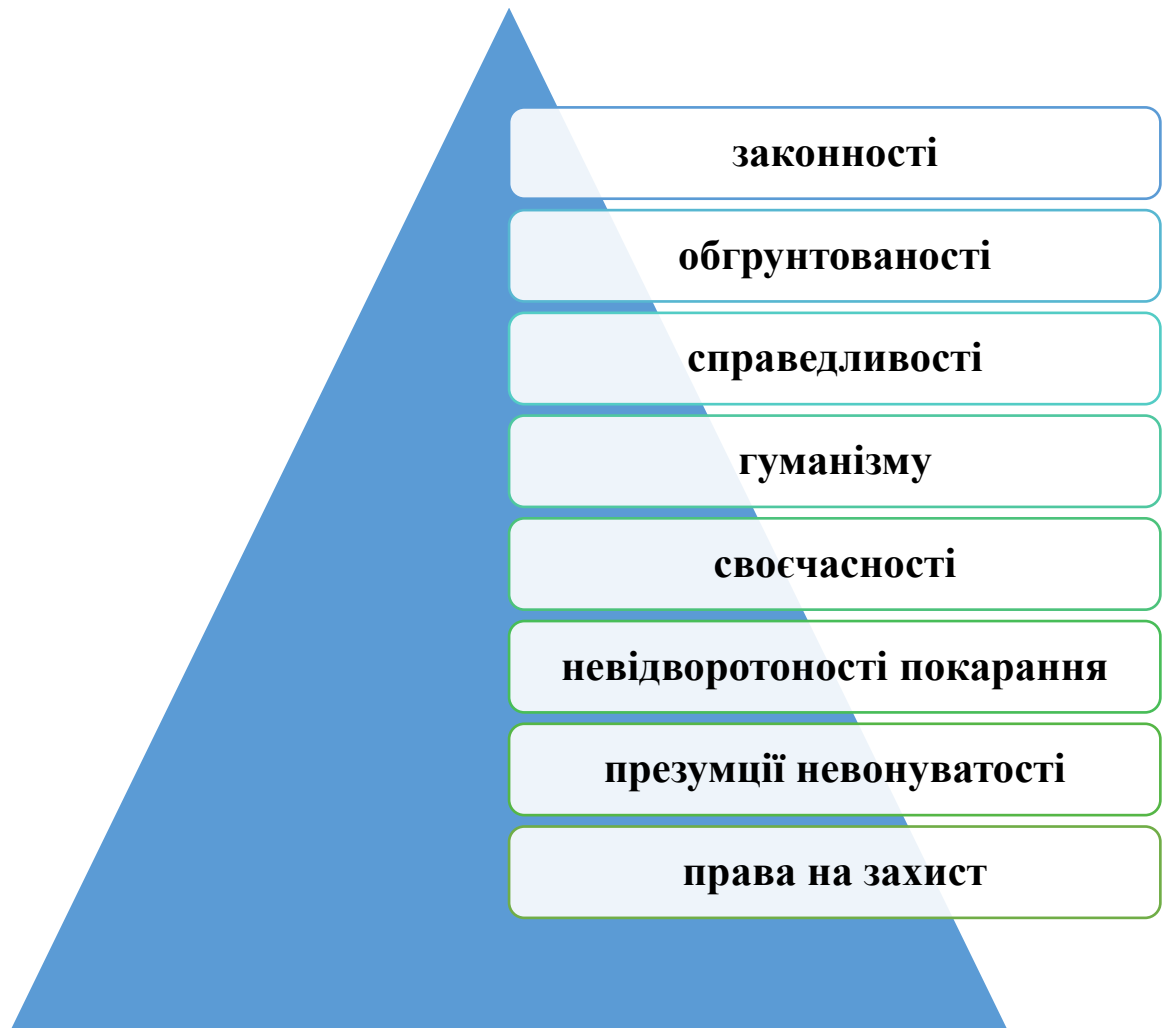 законності
обгрунтованості
справедливості
гуманізму
своєчасності
невідворотоності покарання
презумції невонуватості
права на захист